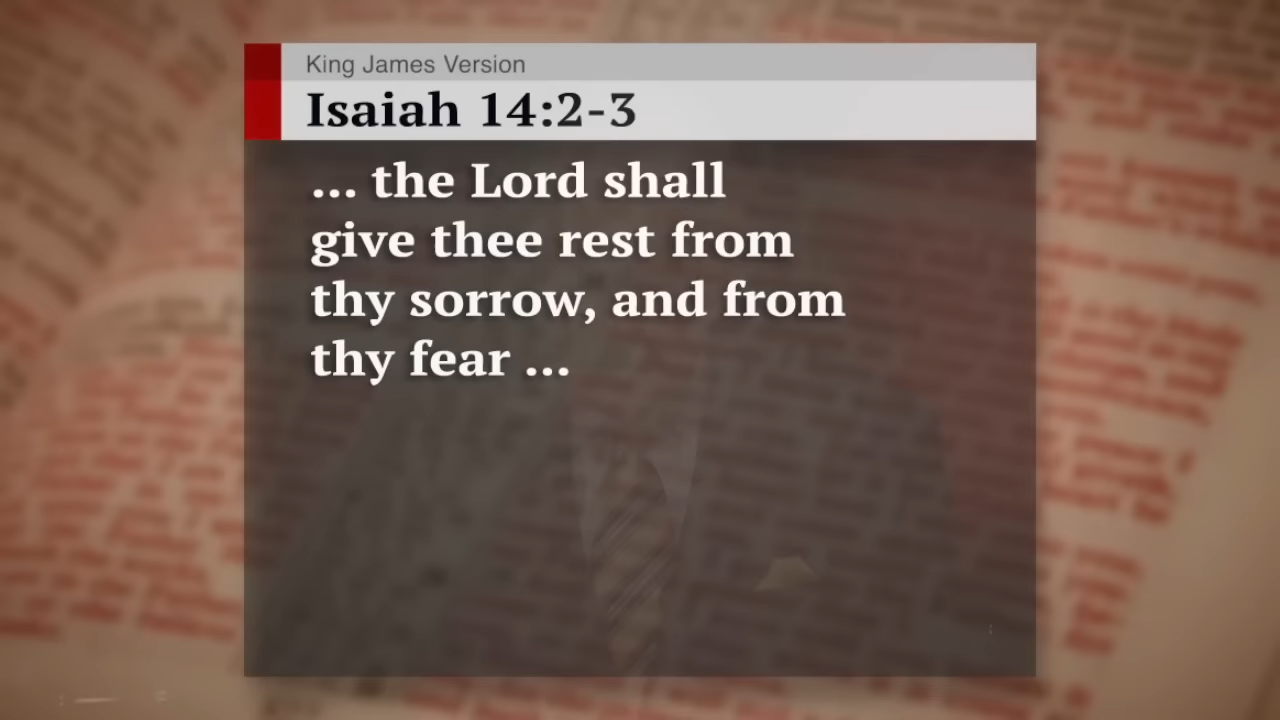 King James Version
Isaiah 14:2-3
... the Lord shall
give thee rest from
thy sorrow, and from
thy fear ...